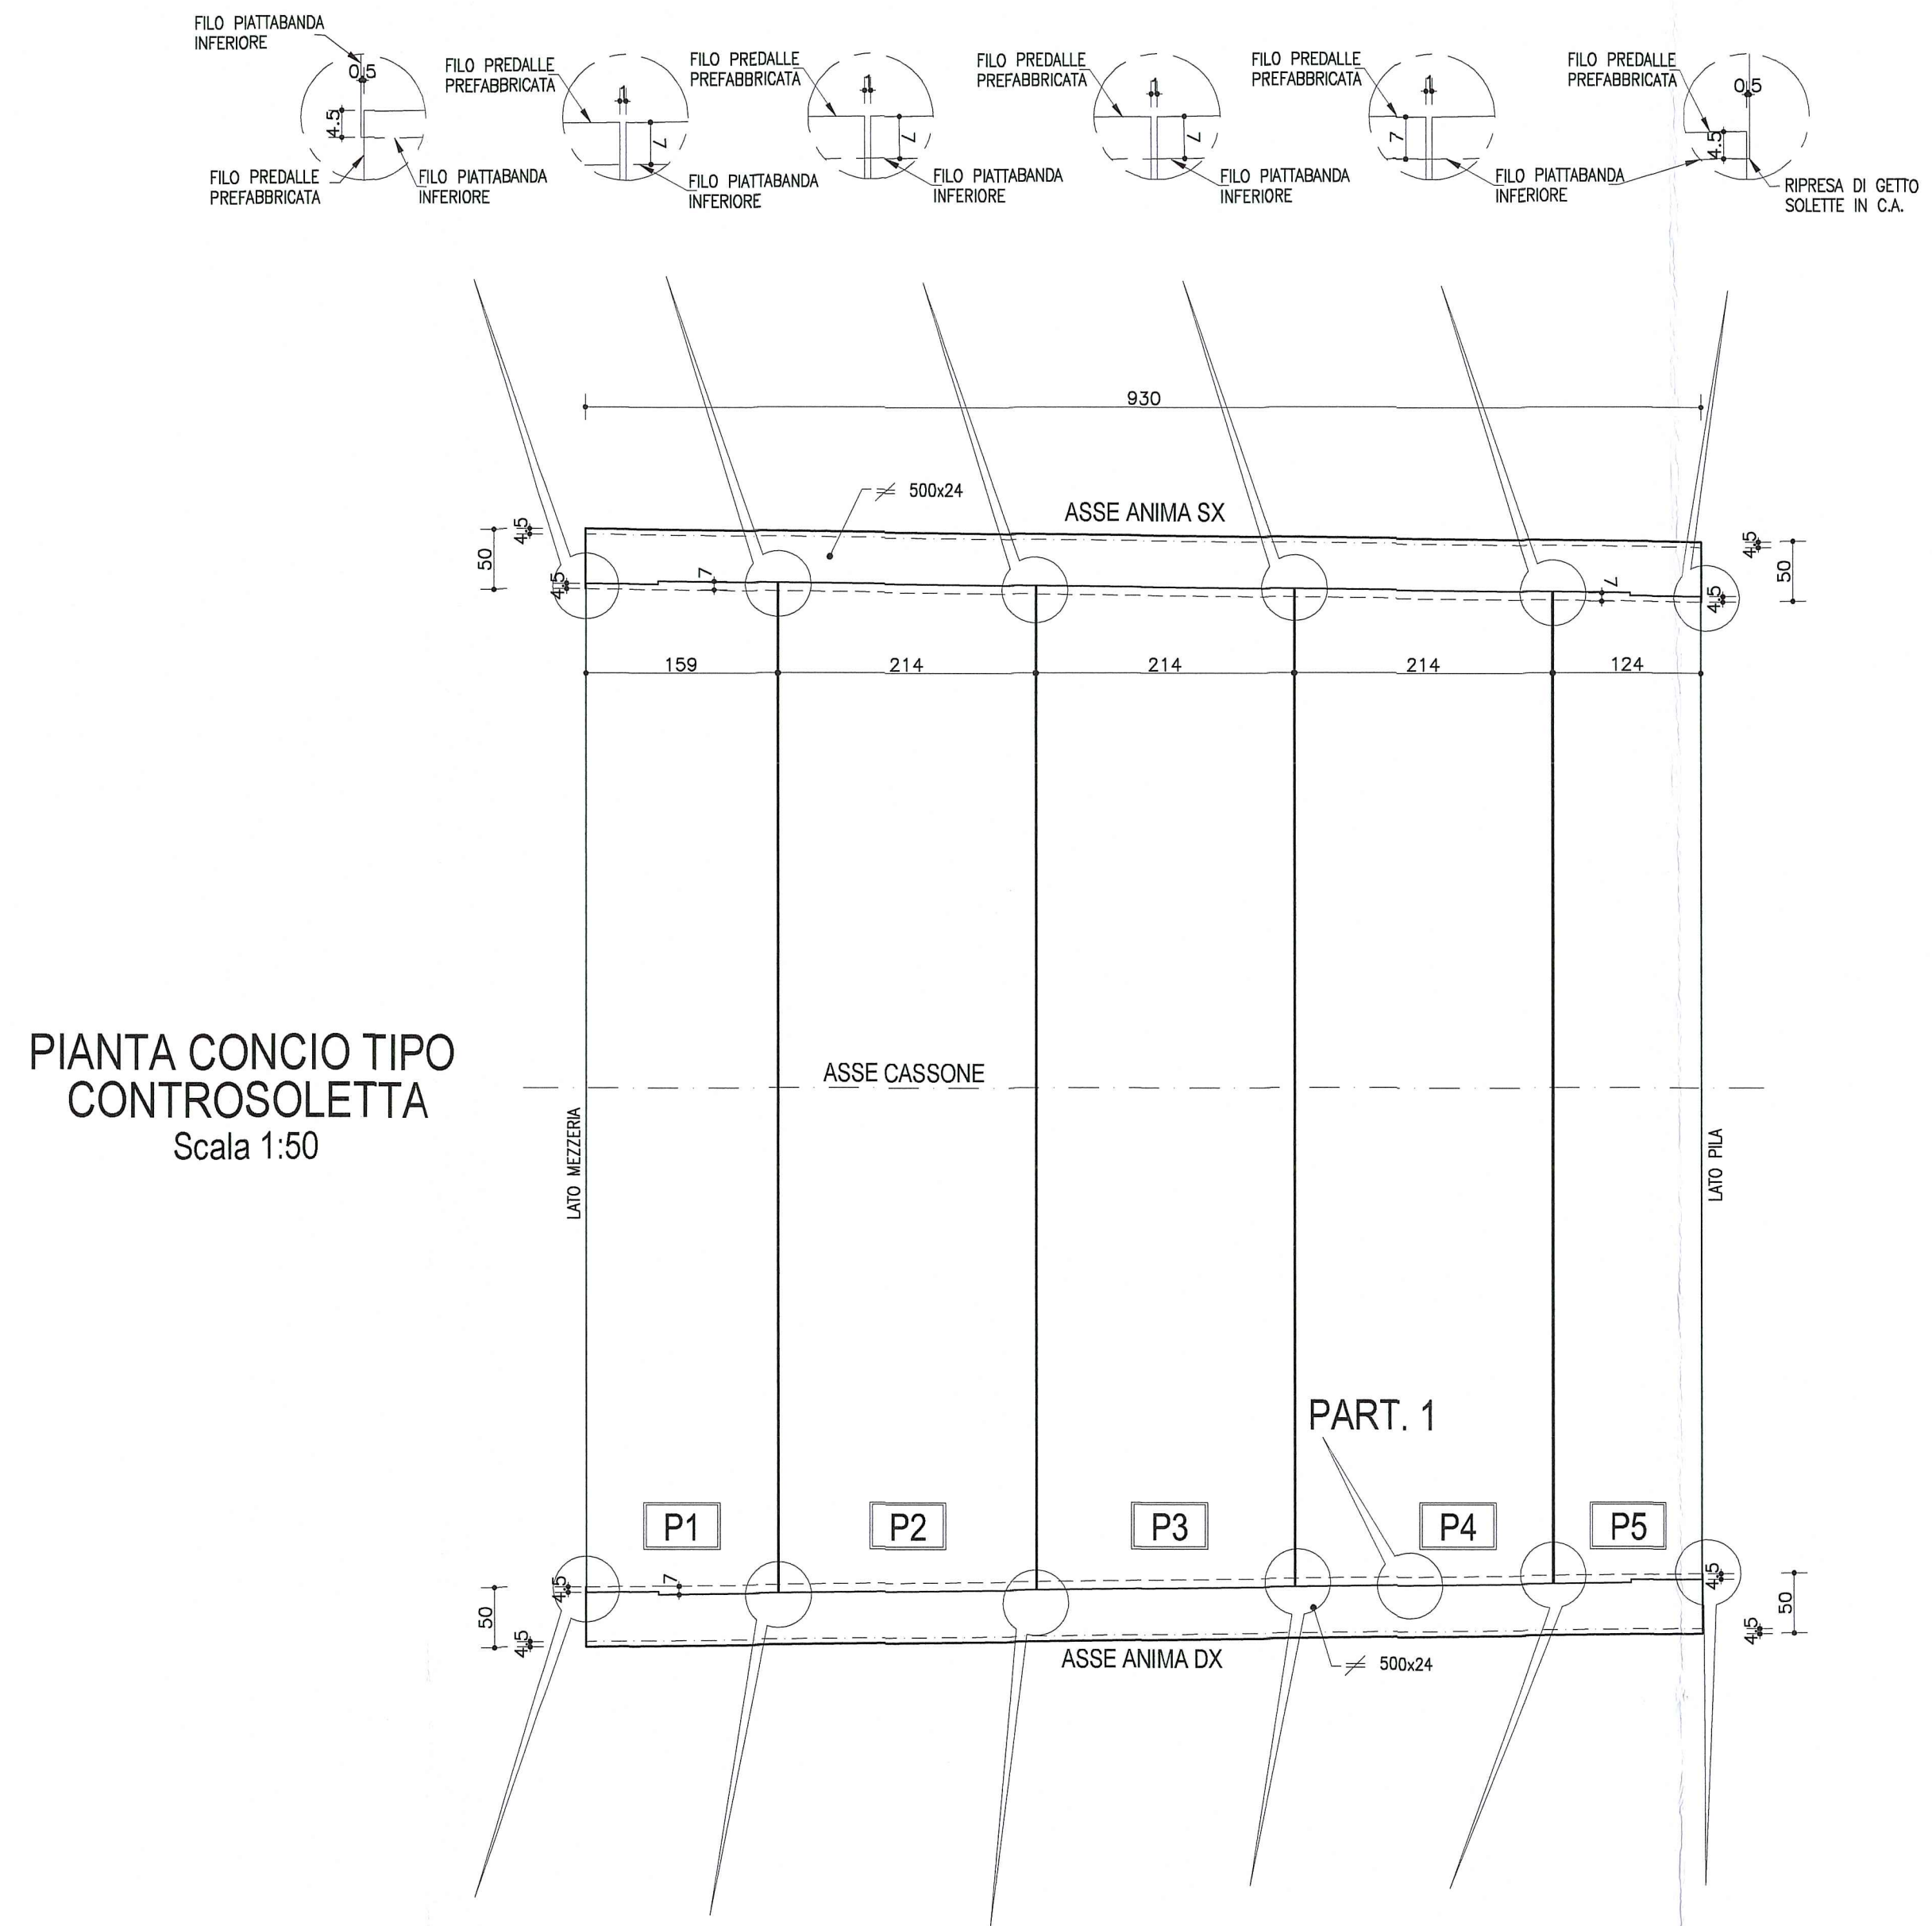 FILO PIATTABANDA
INFERIORE
0.5
4.5
FILO PREDALLE
PREFABBRICATA
FILO PIATTABANDA
INFERIORE
FILO PREDALLE
PREFABBRICATA
1
7
FILO PIATTABANDA
INFERIORE
FILO PREDALLE
PREFABBRICATA
1
7
FILO PIATTABANDA
INFERIORE
FILO PREDALLE
PREFABBRICATA
1
7
FILO PIATTABANDA
INFERIORE
FILO PREDALLE
PREFABBRICATA
1
7
FILO PIATTABANDA
INFERIORE
FILO PREDALLE
PREFABBRICATA
0.5
4.5
RIPRESA DI GETTO
SOLETTE IN C.A.
930
500x24
ASSE ANIMA SX
4.5
50
4.5
7
7
4.5
50
4.5
159
214
214
214
124
PIANTA CONCIO TIPO
CONTROSOLETTA
Scala 1:50
ASSE CASSONE
LATO MEZZERIA
LATO PILA
PART. 1
P1
P2
P3
P4
P5
4.5
7
50
4.5
4.5
50
4.5
ASSE ANIMA DX
500x24